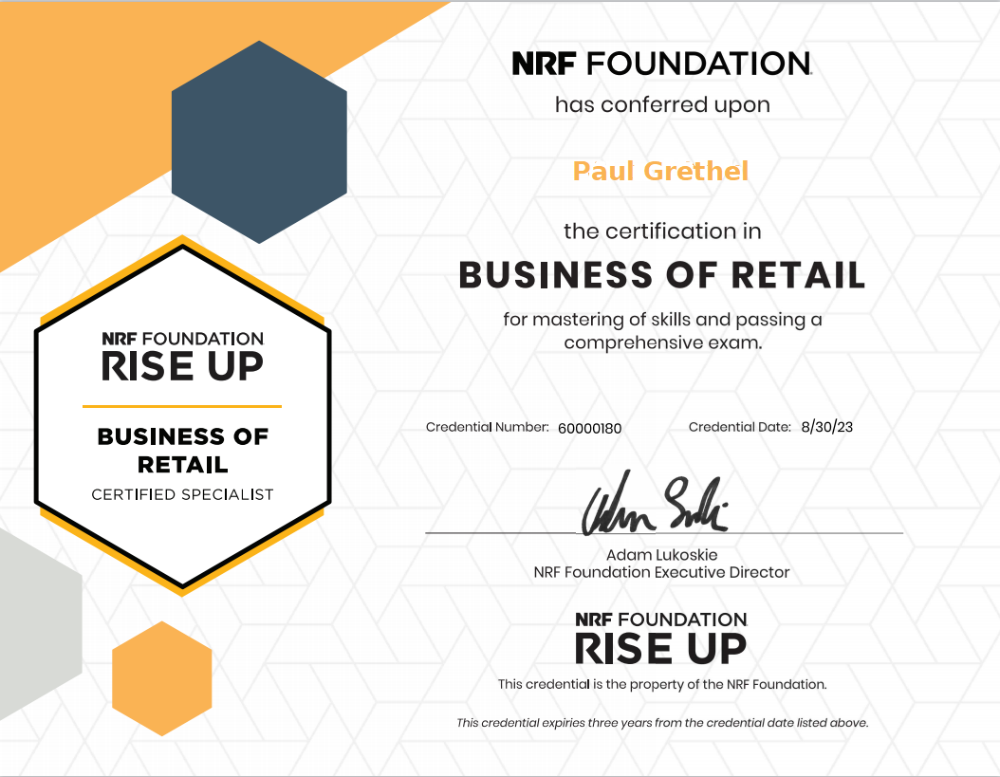 NRF FOUNDATION
has conferred upon
Paul Grethel
the certification in
BUSINESS OF RETAIL
for mastering of skills and passing a
comprehensive exam.
NRF FOUNDATION
RISE UP
BUSINESS OF
RETAIL
CERTIFIED SPECIALIST
Credential Number: 60000180 Credential Date: 8/30/23
Adam Lukoskie
NRF Foundation Executive Director
NRF FOUNDATION
RISE UP
This credential is the property of the NRF Foundation.
This credential expiries three years from the credential date listed above.